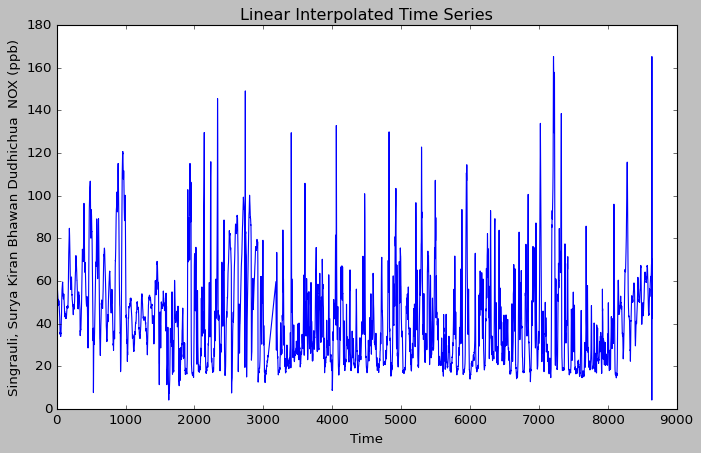 Linear Interpolated Time Series
Singrauli, Surya Kiran Bhawan Dudhichua  NOX (ppb)
180
160
140
120
100
80
60
40
20
0
0 1000 2000 3000 4000 5000 6000 7000 8000 9000
Time